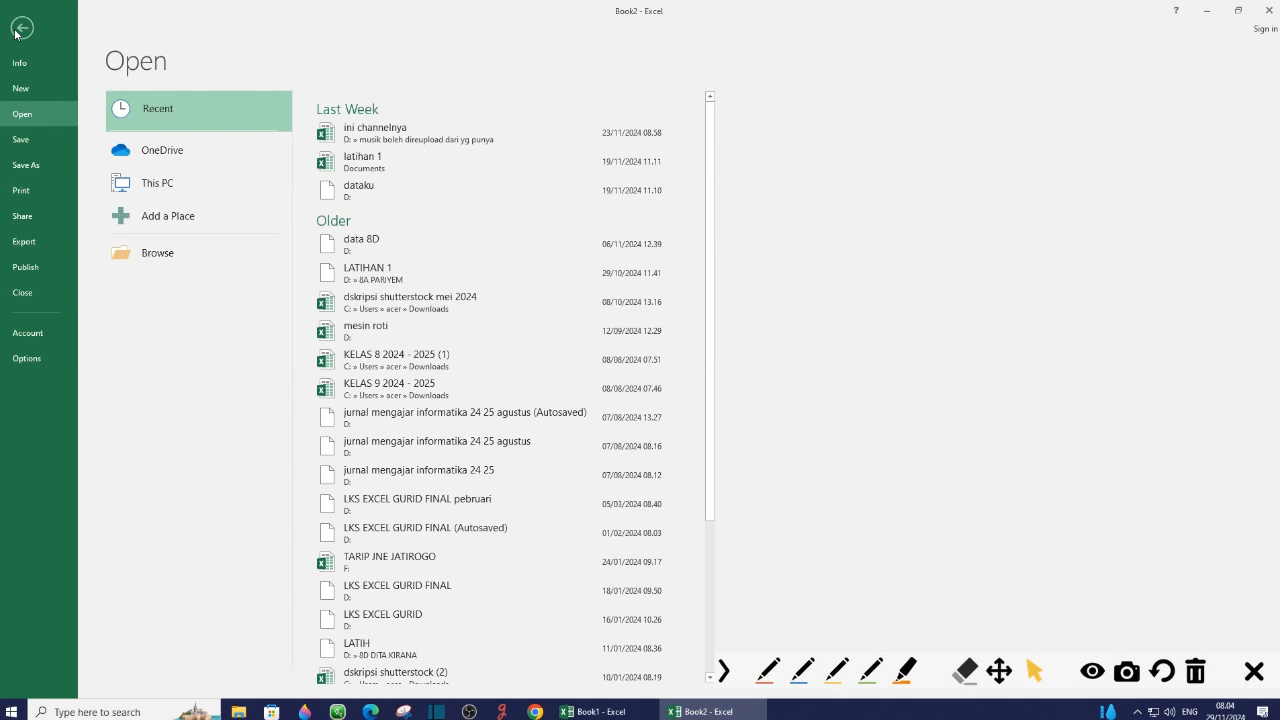 Book2 - Excel
?
Sign in
Info
New
Open
Save
Save As
Print
Share
Export
Publish
Close
Account
Options
Open
Recent
OneDrive
This PC
Add a Place
Browse
Last Week
ini channelnya 23/11/2024 08.58
D: » musik boleh direupload dari yg punya
latihan 1 19/11/2024 11.11
Documents
dataku 19/11/2024 11.10
D:
Older
data 8D 06/11/2024 12.39
D:
LATIHAN 1 29/10/2024 11.41
D: » 8A PARIYEM
dskripsi shutterstock mei 2024 08/10/2024 13.16
C: » Users » acer » Downloads
mesin roti 12/09/2024 12.29
D:
KELAS 8 2024 - 2025 (1) 08/08/2024 07.51
C: » Users » acer » Downloads
KELAS 9 2024 - 2025 08/08/2024 07.46
C: » Users » acer » Downloads
jurnal mengajar informatika 24 25 agustus (Autosaved) 07/08/2024 13.27
D:
jurnal mengajar informatika 24 25 agustus 07/08/2024 08.16
D:
jurnal mengajar informatika 24 25 07/08/2024 08.12
D:
LKS EXCEL GURID FINAL pebruari 05/03/2024 08.40
D:
LKS EXCEL GURID FINAL (Autosaved) 01/02/2024 08.03
D:
TARIP JNE JATIROGO 24/01/2024 09.17
F:
LKS EXCEL GURID FINAL 18/01/2024 09.50
D:
LKS EXCEL GURID 16/01/2024 10.26
D:
LATIH 11/01/2024 08.36
D: » 8D DITA KIRANA
dskripsi shutterstock (2) 10/01/2024 08.19
C: » Users » acer » Downloads
Type here to search
Book1 - Excel
Book2 - Excel
ENG
08.04
29/11/2024